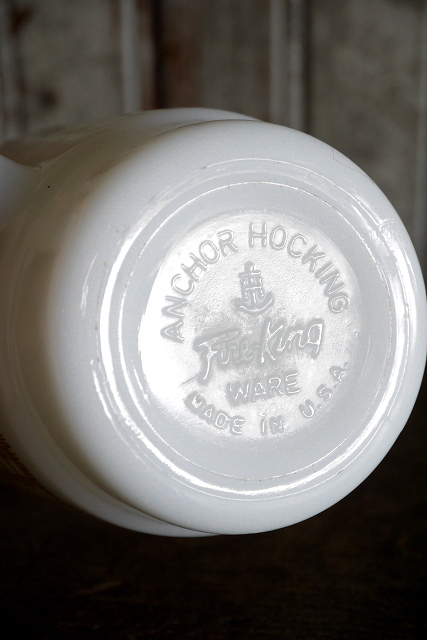 ANCHOR HOCKING
Fire-King
WARE
MADE IN U.S.A.